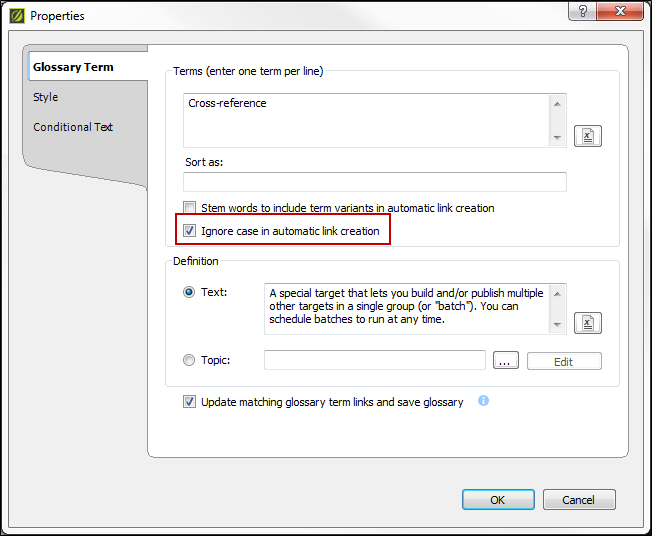 Properties
Glossary Term
Style
Conditional Text
Terms (enter one term per line)
Cross-reference
Sort as:
Stem words to include term variants in automatic link creation
Ignore case in automatic link creation
Definition
Text:
A special target that lets you build and/or publish multiple
other targets in a single group (or "batch"). You can
schedule batches to run at any time.
Topic:
...
Edit
Update matching glossary term links and save glossary
OK
Cancel